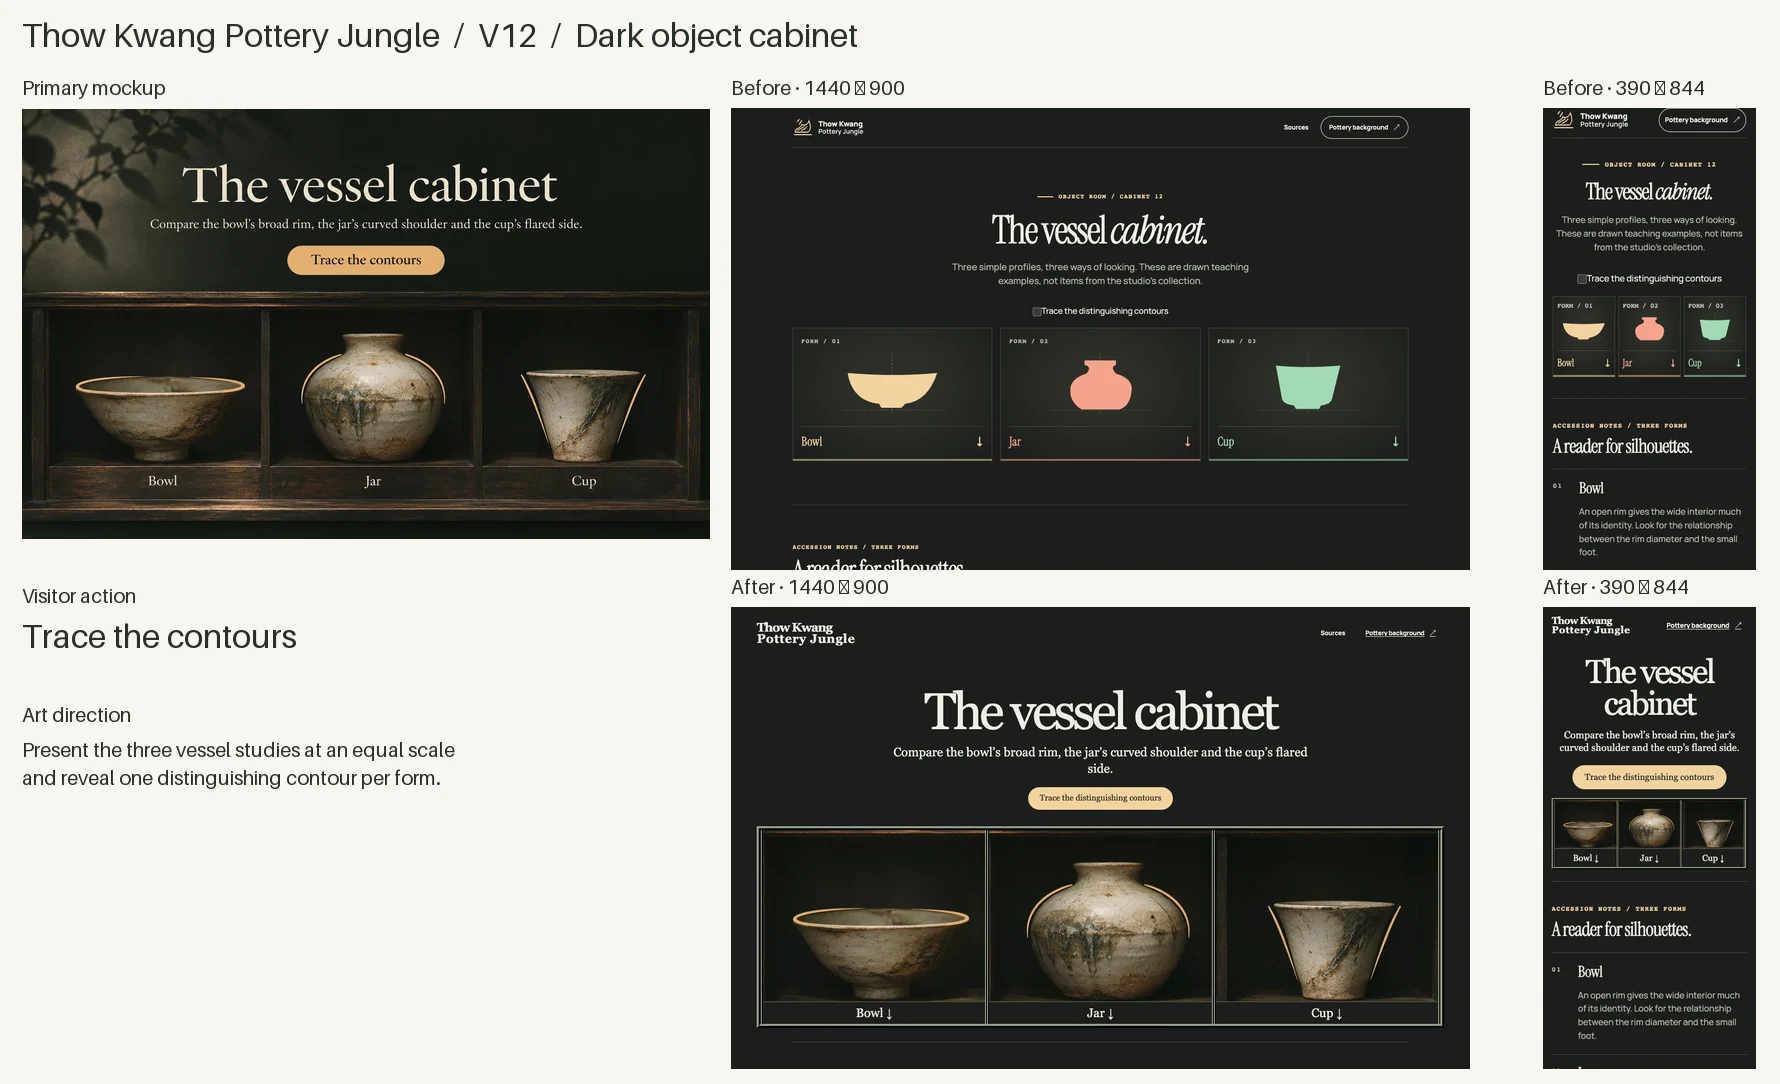 Thow Kwang Pottery Jungle / V12 / Dark object cabinet
Primary mockup
The vessel cabinet
Compare the bowl’s broad rim, the jar’s curved shoulder and the cup’s flared side.
Trace the contours
Bowl
Jar
Cup
Visitor action
Trace the contours
Art direction
Present the three vessel studies at an equal scale
and reveal one distinguishing contour per form.
Before · 1440 900
Thow Kwang
Pottery Jungle
Sources
Pottery background ↗
OBJECT ROOM / CABINET 12
The vessel cabinet.
Three simple profiles, three ways of looking. These are drawn teaching
examples, not items from the studio’s collection.
Trace the distinguishing contours
FORM / 01
FORM / 02
FORM / 03
Bowl ↓
Jar ↓
Cup ↓
ACCESSION NOTES / THREE FORMS
A reader for silhouettes.
Before · 390 844
Thow Kwang
Pottery Jungle
Pottery background ↗
OBJECT ROOM / CABINET 12
The vessel cabinet.
Three simple profiles, three ways of looking.
These are drawn teaching examples, not items
from the studio’s collection.
Trace the distinguishing contours
FORM / 01
FORM / 02
FORM / 03
Bowl ↓
Jar ↓
Cup ↓
ACCESSION NOTES / THREE FORMS
A reader for silhouettes.
01
Bowl
An open rim gives the wide interior much
of its identity. Look for the relationship
between the rim diameter and the small
foot.
After · 1440 900
Thow Kwang
Pottery Jungle
Sources
Pottery background ↗
The vessel cabinet
Compare the bowl’s broad rim, the jar’s curved shoulder and the cup’s flared
side.
Trace the distinguishing contours
Bowl ↓
Jar ↓
Cup ↓
After · 390 844
Thow Kwang
Pottery Jungle
Pottery background ↗
The vessel
cabinet
Compare the bowl’s broad rim, the jar’s
curved shoulder and the cup’s flared side.
Trace the distinguishing contours
Bowl ↓
Jar ↓
Cup ↓
ACCESSION NOTES / THREE FORMS
A reader for silhouettes.
01
Bowl
An open rim gives the wide interior much
of its identity. Look for the relationship
between the rim diameter and the small
foot.